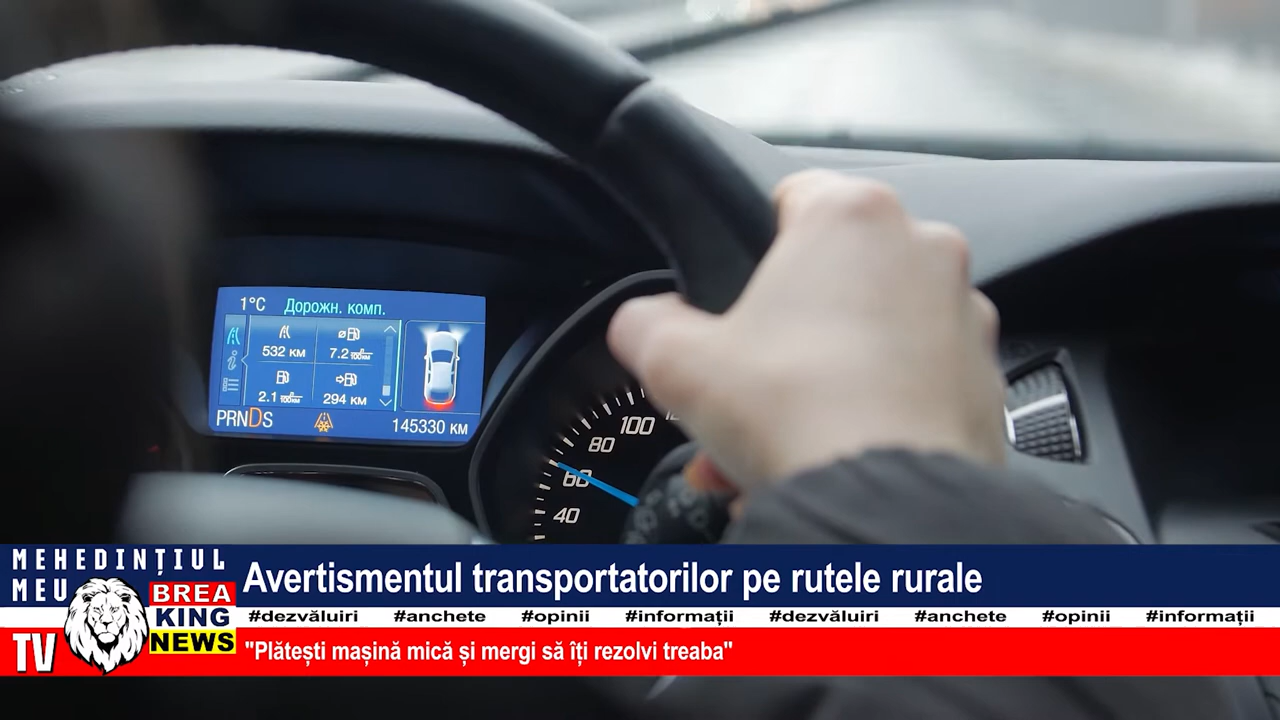 1°C Дорожн. комп.
532 КМ
7.2 100КМ
2.1 100КМ
294 КМ
PRNDS
145330 КМ
100
80
60
40
MEHEDINȚIUL
MEU
TV
BREA
KING
NEWS
Avertismentul transportatorilor pe rutele rurale
#dezvăluiri #anchete #opinii #informații #dezvăluiri #anchete #opinii #informații
"Plătești mașină mică și mergi să îți rezolvi treaba"